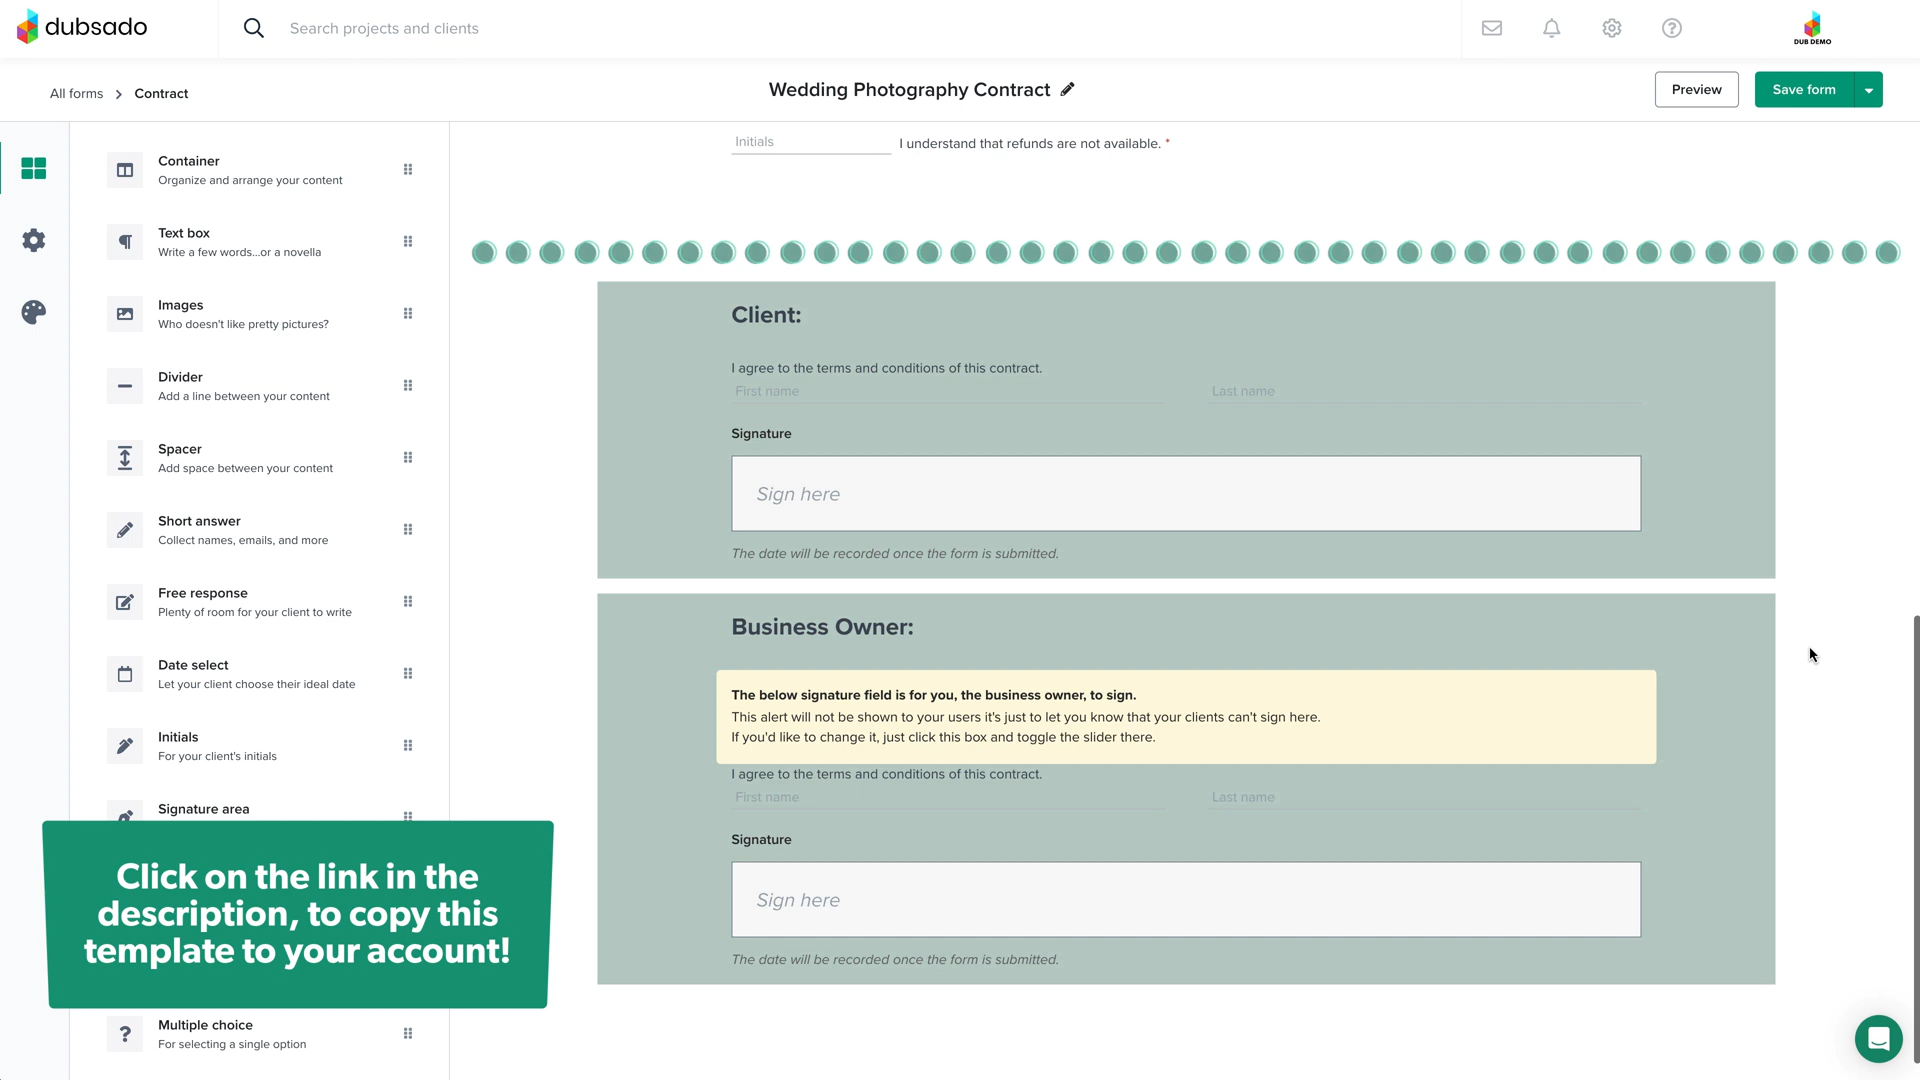 dubsado
Search projects and clients
DUB DEMO
All forms > Contract
Wedding Photography Contract
Preview
Save form
Container
Organize and arrange your content
Text box
Write a few words...or a novella
Images
Who doesn't like pretty pictures?
Divider
Add a line between your content
Spacer
Add space between your content
Short answer
Collect names, emails, and more
Free response
Plenty of room for your client to write
Date select
Let your client choose their ideal date
Initials
For your client's initials
Signature area
Click on the link in the
description, to copy this
template to your account!
Multiple choice
For selecting a single option
Initials
I understand that refunds are not available. *
Client:
I agree to the terms and conditions of this contract.
First name
Last name
Signature
Sign here
The date will be recorded once the form is submitted.
Business Owner:
The below signature field is for you, the business owner, to sign.
This alert will not be shown to your users it's just to let you know that your clients can't sign here.
If you'd like to change it, just click this box and toggle the slider there.
I agree to the terms and conditions of this contract.
First name
Last name
Signature
Sign here
The date will be recorded once the form is submitted.